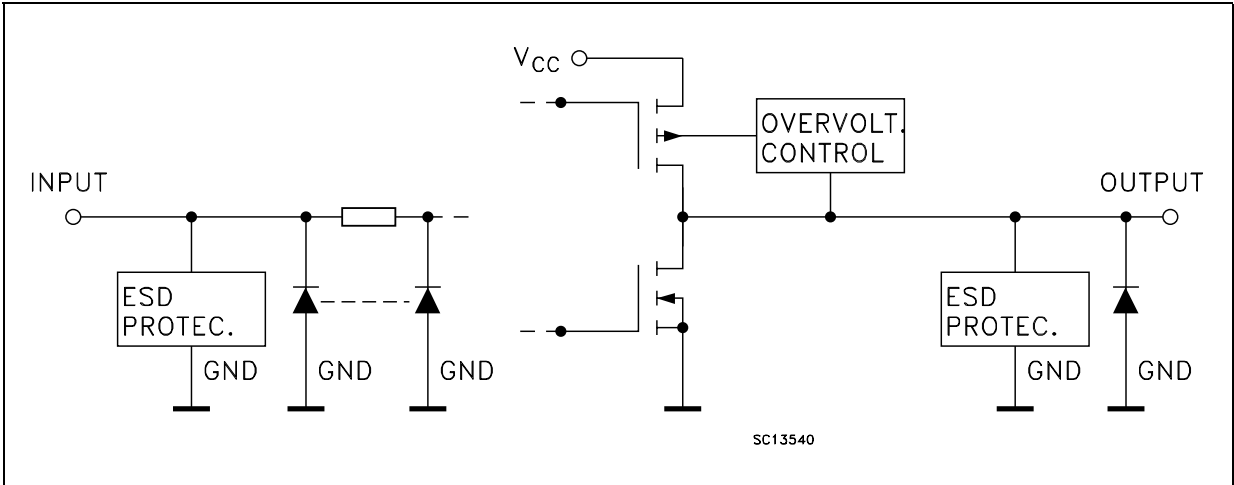 VCC
OVERVOLT.
CONTROL
INPUT
OUTPUT
ESD
PROTEC.
ESD
PROTEC.
GND
GND
GND
GND
GND
SC13540